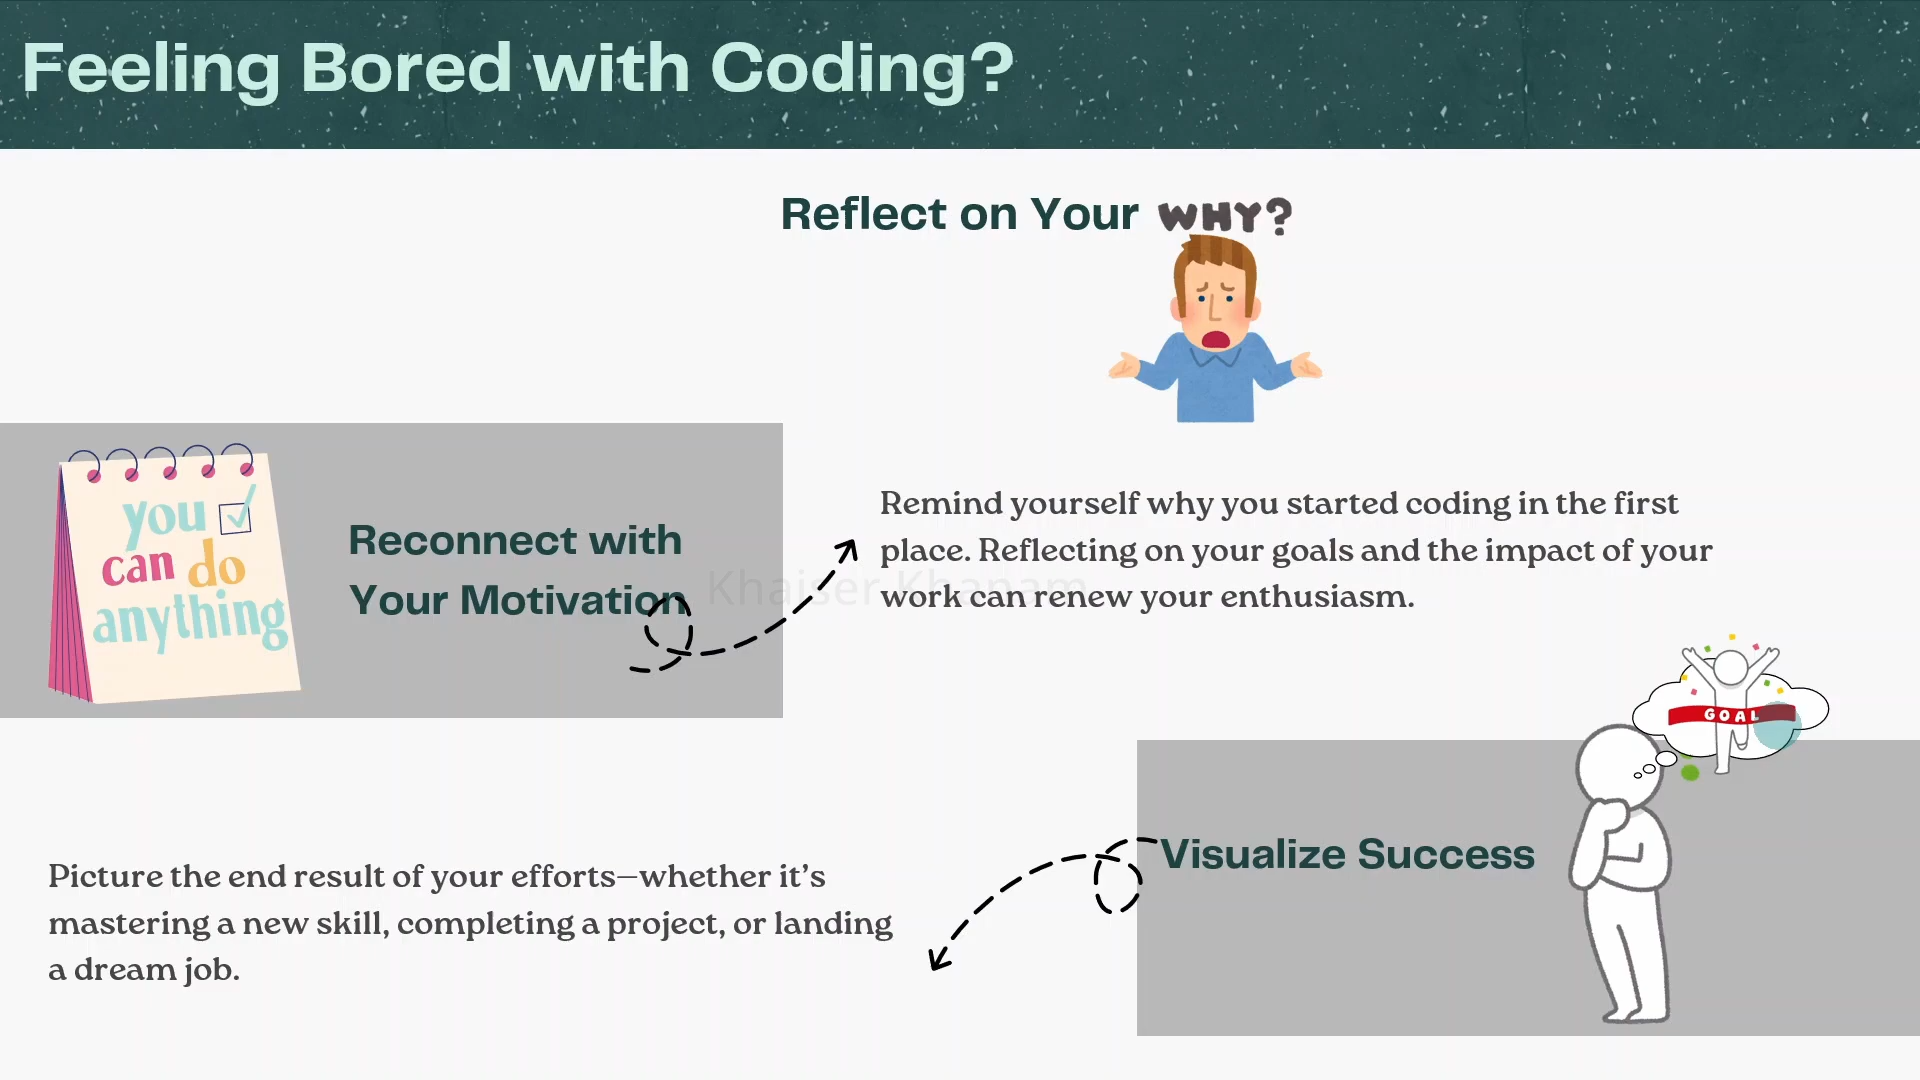 Feeling Bored with Coding?
Reflect on Your WHY?
you
can do
anything
Reconnect with
Your Motivation
Remind yourself why you started coding in the first
place. Reflecting on your goals and the impact of your
work can renew your enthusiasm.
Khaiser Khanam
GOAL
Visualize Success
Picture the end result of your efforts—whether it’s
mastering a new skill, completing a project, or landing
a dream job.